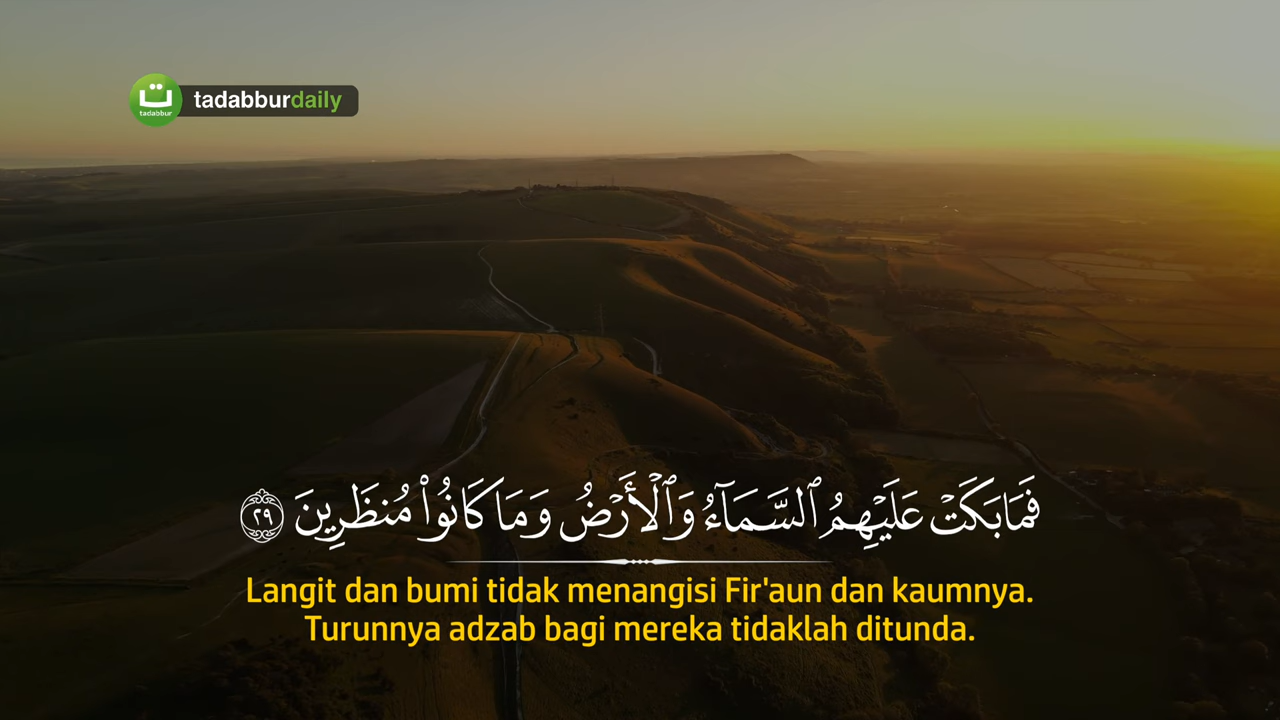 ت
tadabbur
tadabburdaily
فَمَا بَكَتْ عَلَيْهِمُ ٱلسَّمَآءُ وَٱلْأَرْضُ وَمَا كَانُوا۟ مُنظَرِينَ ٢٩
Langit dan bumi tidak menangisi Fir'aun dan kaumnya.
Turunnya adzab bagi mereka tidaklah ditunda.